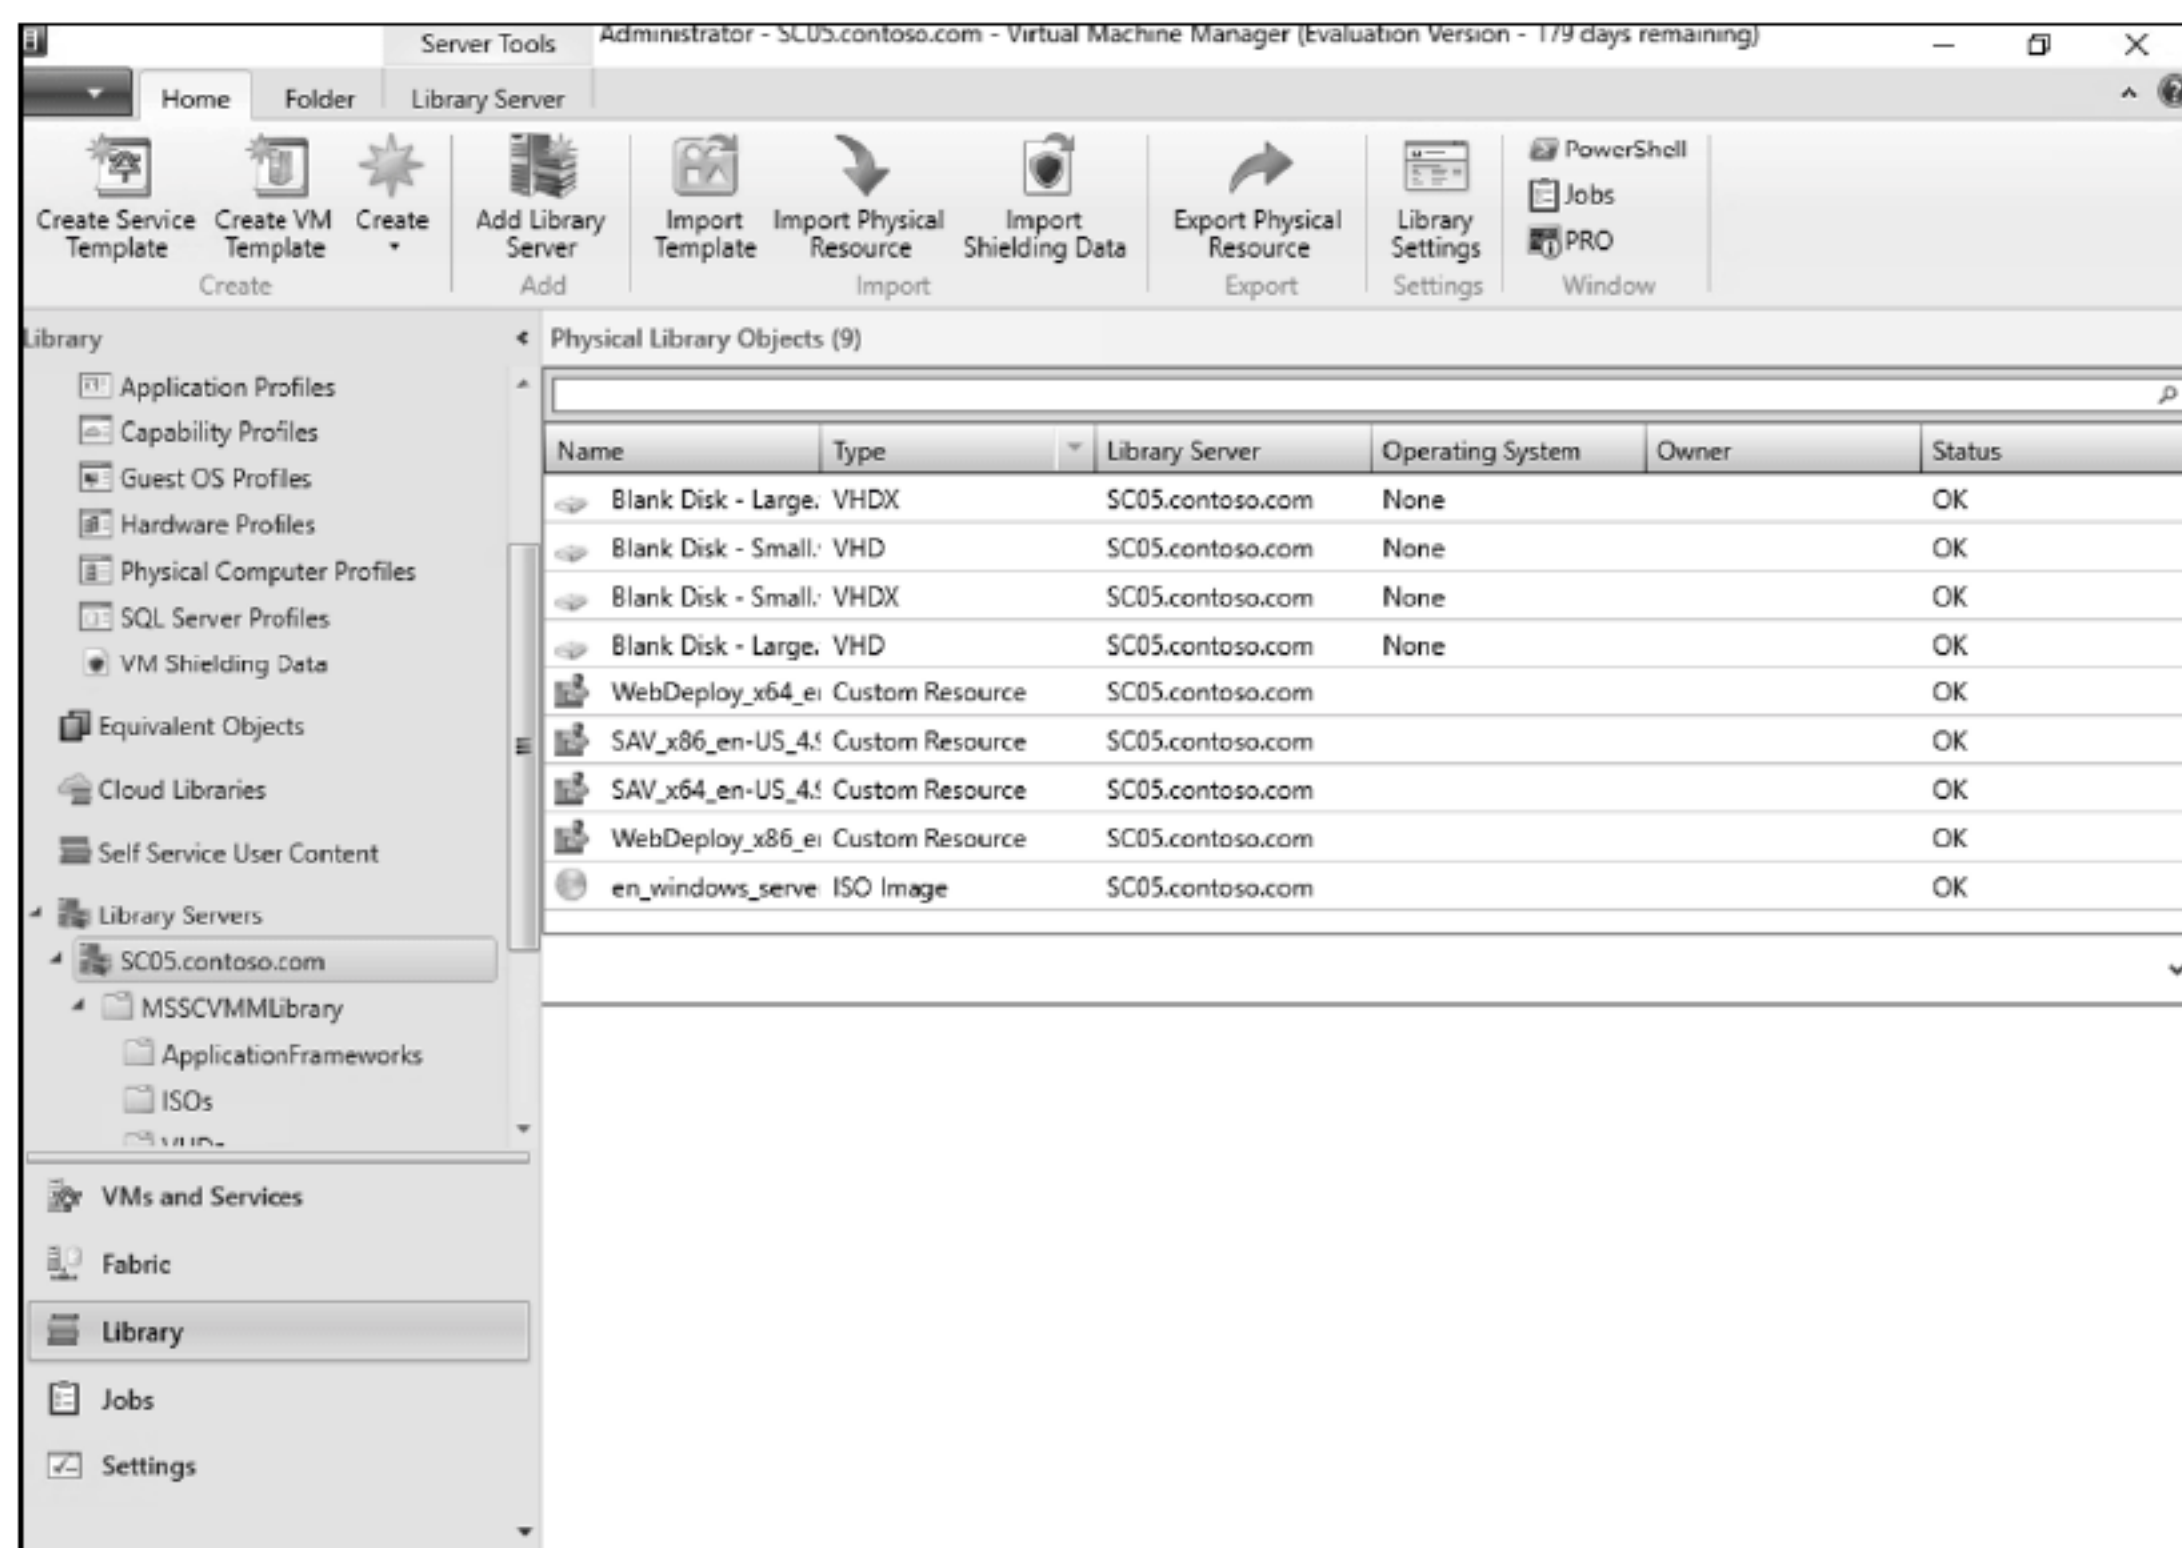 Server Tools
Administrator - SC05.contoso.com - Virtual Machine Manager (Evaluation Version - 179 days remaining)
Home Folder Library Server
Create Service Template
Create VM Template
Create
Add Library Server
Import Template
Import Physical Resource
Import Shielding Data
Export Physical Resource
Library Settings
PowerShell
Jobs
PRO
Create Add Import Export Settings Window
Library
Application Profiles
Capability Profiles
Guest OS Profiles
Hardware Profiles
Physical Computer Profiles
SQL Server Profiles
VM Shielding Data
Equivalent Objects
Cloud Libraries
Self Service User Content
Library Servers
SC05.contoso.com
MSSCVMMLibrary
ApplicationFrameworks
ISOs
VMs and Services
Fabric
Library
Jobs
Settings
Physical Library Objects (9)
Name Type Library Server Operating System Owner Status
Blank Disk - Large. VHDX SC05.contoso.com None OK
Blank Disk - Small. VHD SC05.contoso.com None OK
Blank Disk - Small. VHDX SC05.contoso.com None OK
Blank Disk - Large. VHD SC05.contoso.com None OK
WebDeploy_x64_e Custom Resource SC05.contoso.com OK
SAV_x86_en-US_4. Custom Resource SC05.contoso.com OK
SAV_x64_en-US_4. Custom Resource SC05.contoso.com OK
WebDeploy_x86_e Custom Resource SC05.contoso.com OK
en_windows_serve ISO Image SC05.contoso.com OK